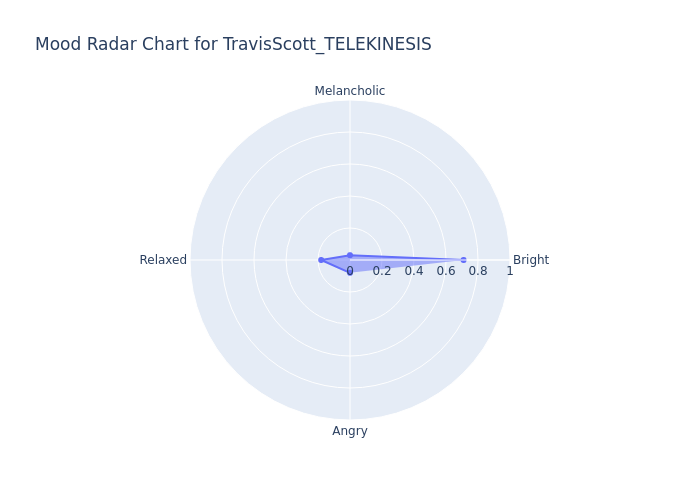 Mood Radar Chart for TravisScott_TELEKINESIS
Melancholic
Relaxed
Bright
0 0.2 0.4 0.6 0.8 1
Angry